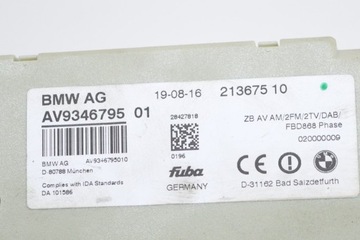 BMW AG
19-08-16
213675 10
AV9346795 01
28427818
ZB AV AM/2FM/2TV/DAB/
FBD868 Phase
020000009
0196
BMW AG
AV9346795010
D-80788 München
Complies with IDA Standards
DA 101586
fuba
GERMANY
D-31162 Bad Salzdetfurth